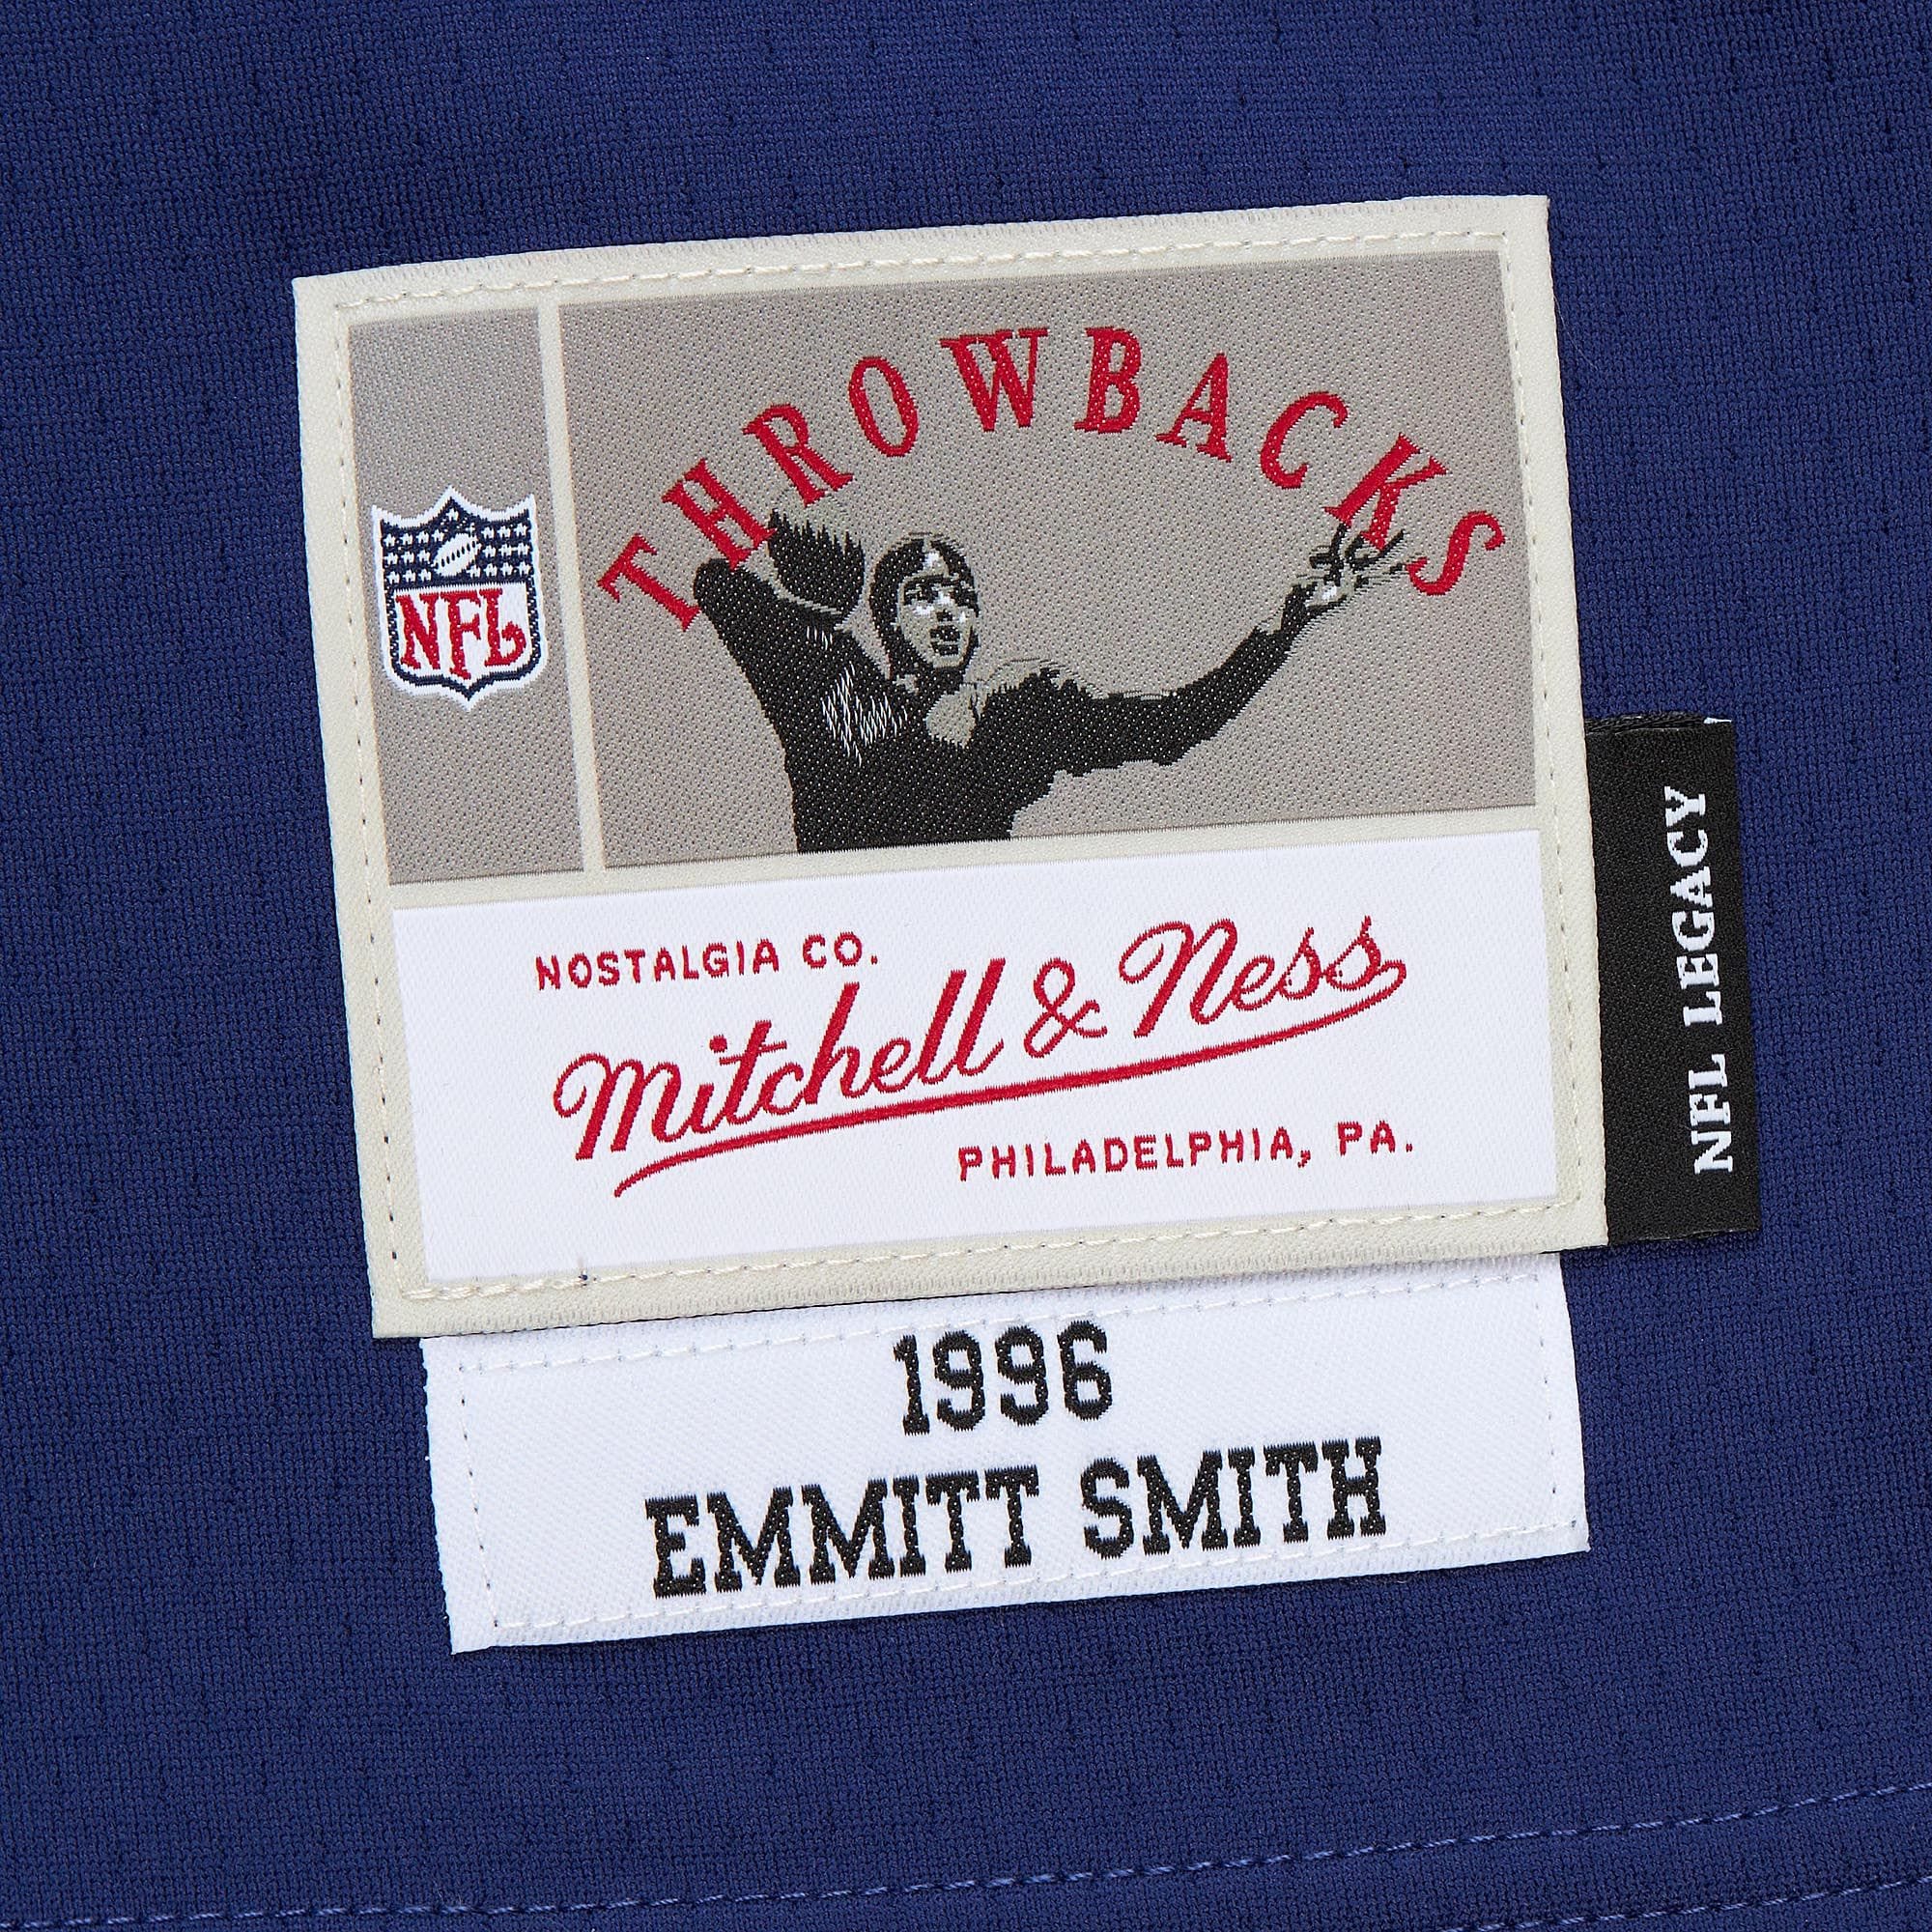 THROWBACKS
NFL
NOSTALGIA CO.
Mitchell & Ness
PHILADELPHIA, PA.
NFL LEGACY
1996
EMMITT SMITH